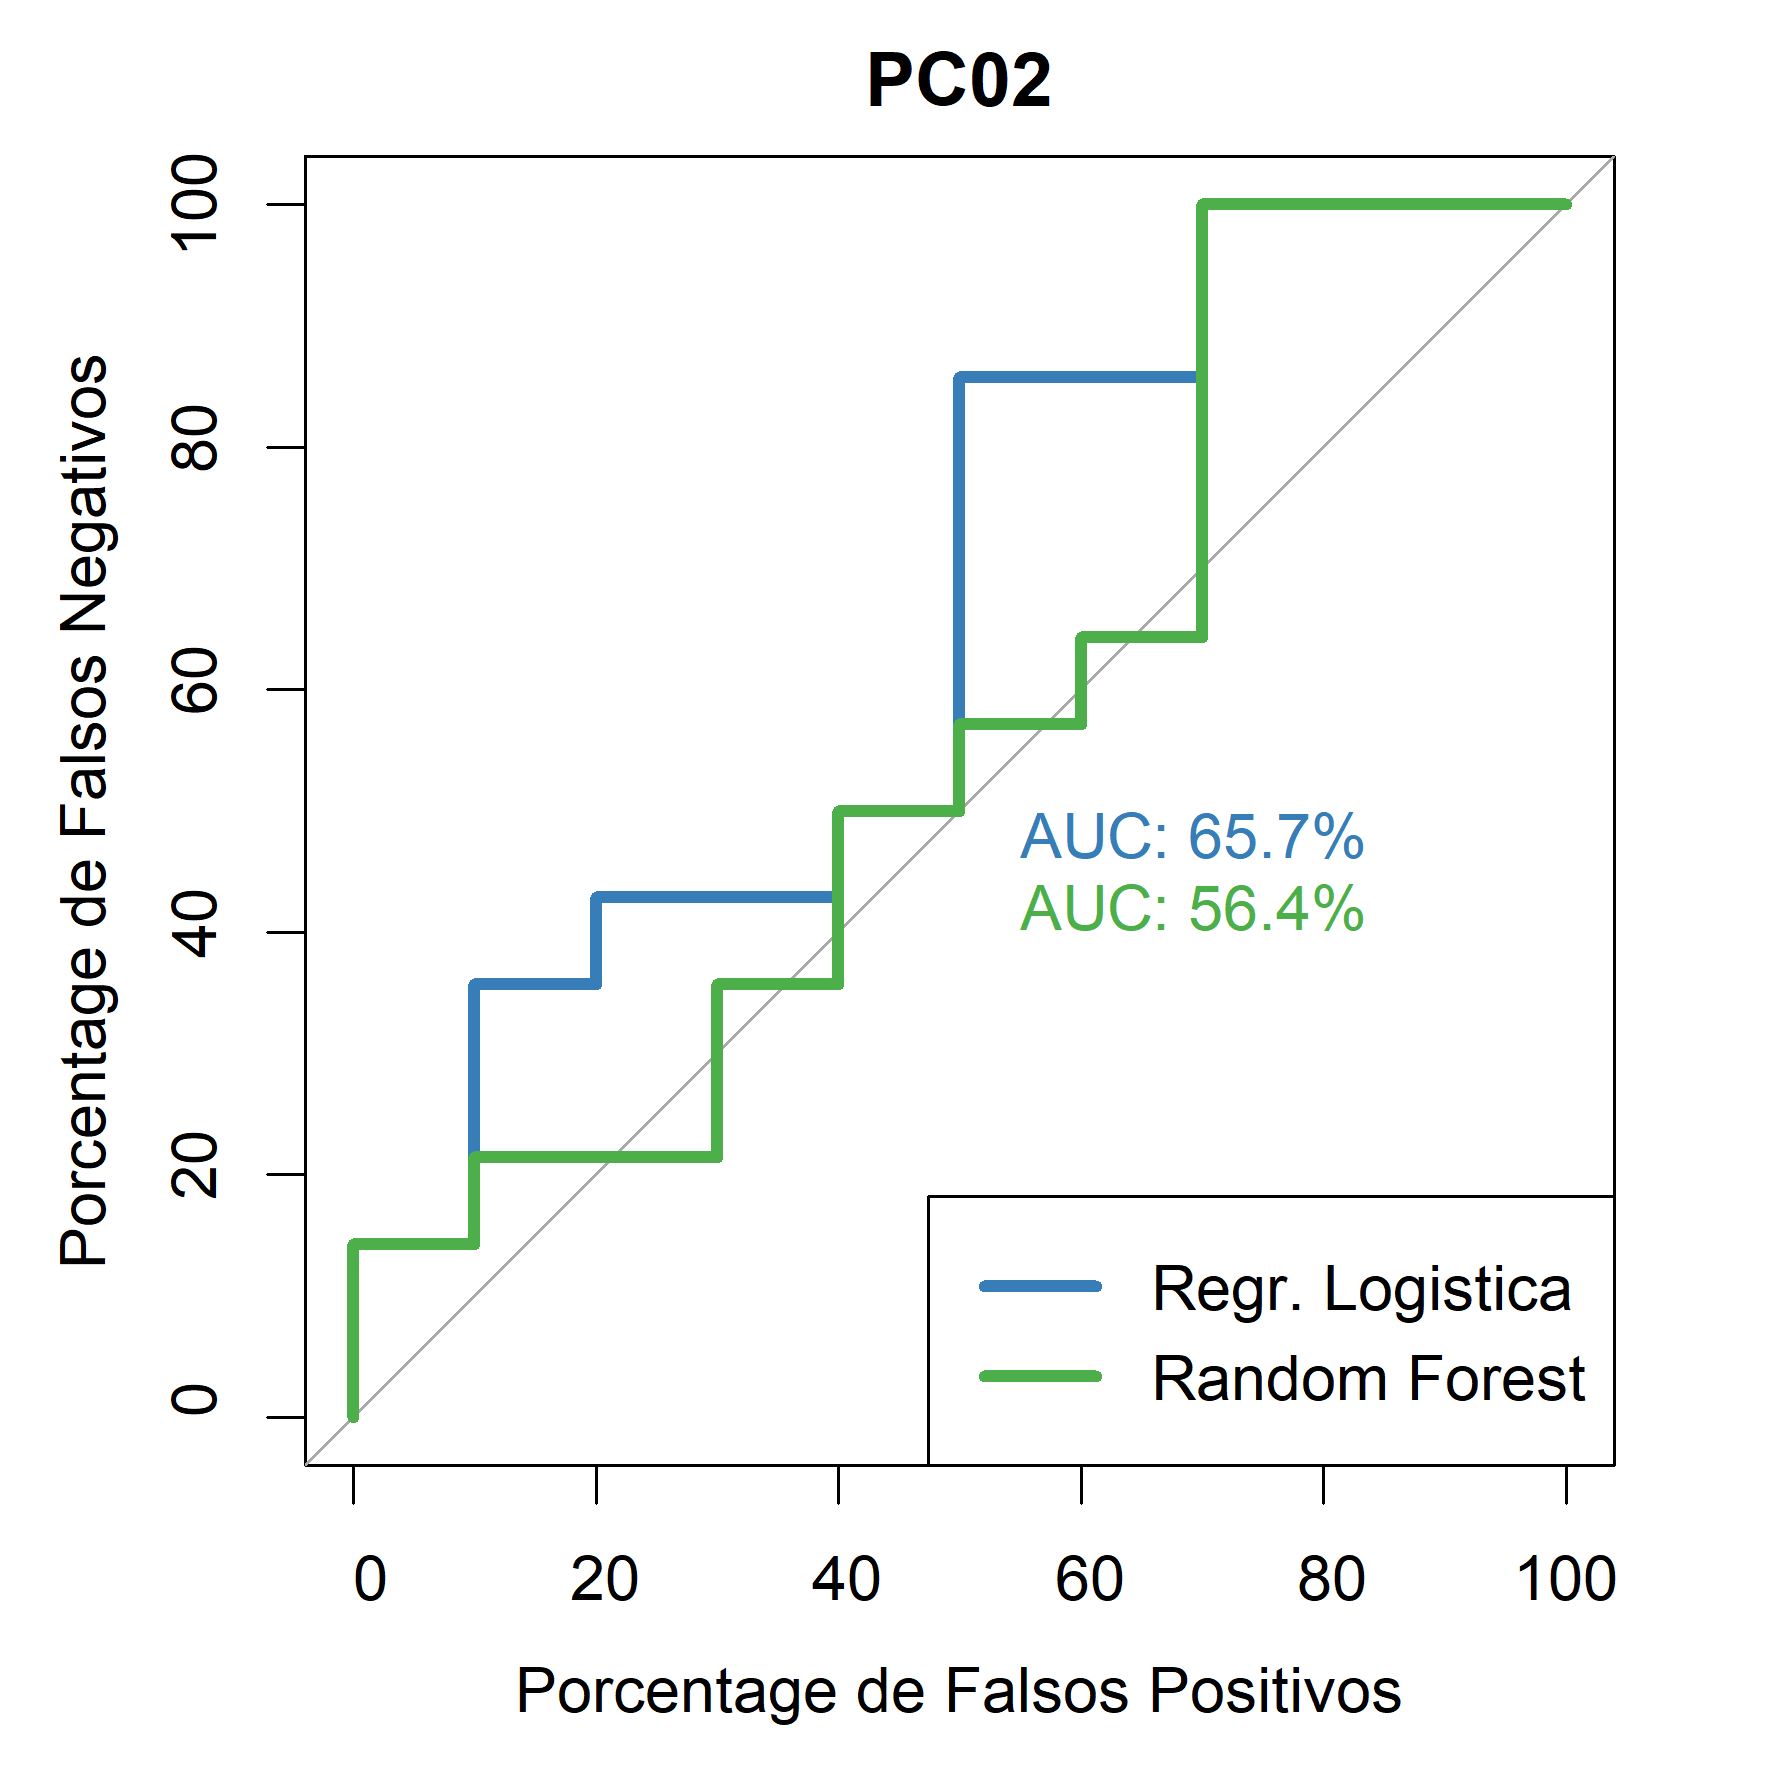 PC02
Porcentage de Falsos Negativos
100
80
60
40
20
0
AUC: 65.7%
AUC: 56.4%
Regr. Logistica
Random Forest
0 20 40 60 80 100
Porcentage de Falsos Positivos